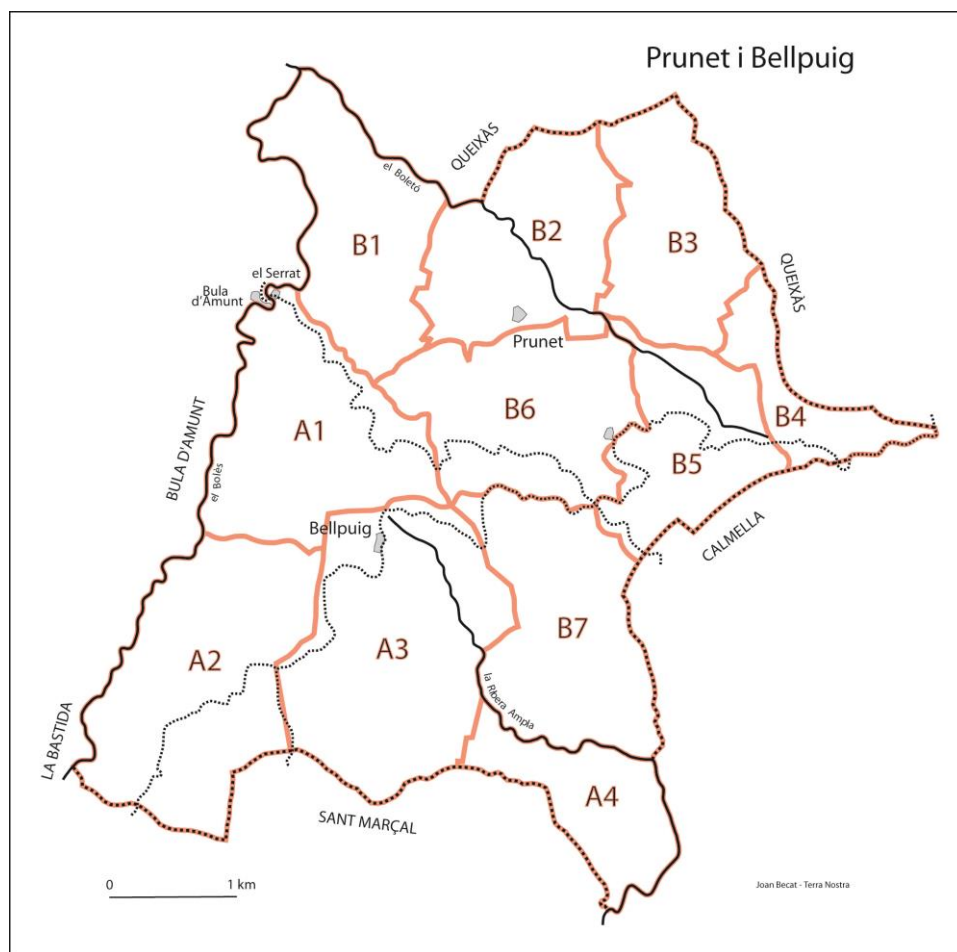 Prunet i Bellpuig
QUEIXÀS
el Boletó
B2
B1
B3
el Serrat
Bula
d'Amunt
QUEIXÀS
Prunet
B6
B4
A1
B5
BULA D'AMUNT
el Bolès
Bellpuig
CALMELLA
B7
A2
A3
la Ribera Ampla
LA BASTIDA
A4
SANT MARÇAL
0 1 km
Joan Becat - Terra Nostra